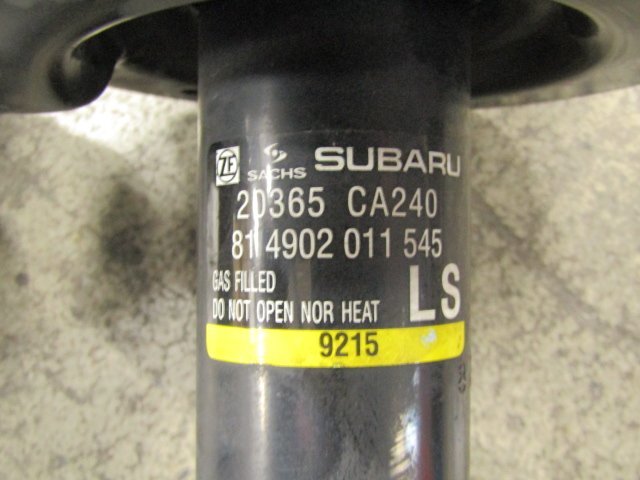 ZF SACHS SUBARU
20365 CA240
81 4902 011 545
GAS FILLED
DO NOT OPEN NOR HEAT LS
9215